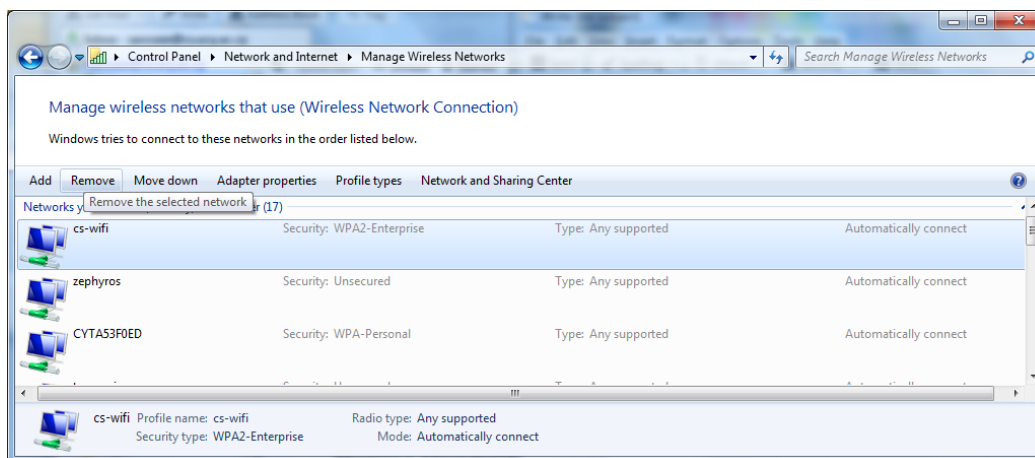 Control Panel ▸ Network and Internet ▸ Manage Wireless Networks
Search Manage Wireless Networks
Manage wireless networks that use (Wireless Network Connection)
Windows tries to connect to these networks in the order listed below.
Add Remove Move down Adapter properties Profile types Network and Sharing Center
Remove the selected network
Networks (17)
cs-wifi Security: WPA2-Enterprise Type: Any supported Automatically connect
zephyros Security: Unsecured Type: Any supported Automatically connect
CYTA53F0ED Security: WPA-Personal Type: Any supported Automatically connect
cs-wifi Profile name: cs-wifi Radio type: Any supported
Security type: WPA2-Enterprise Mode: Automatically connect